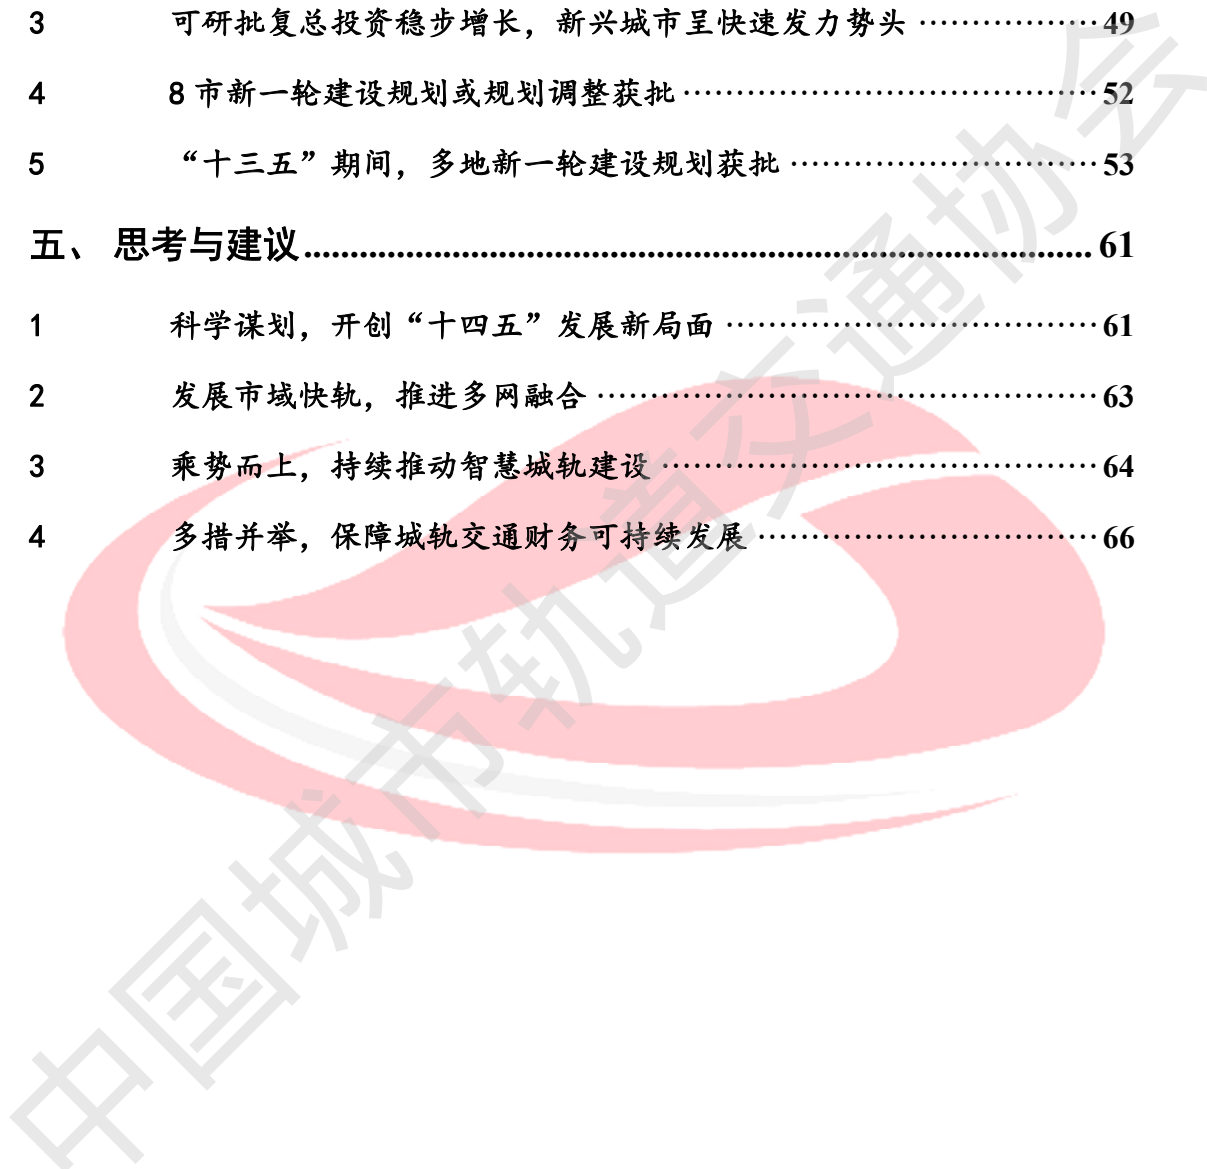 3 可研批复总投资稳步增长，新兴城市呈快速发力势头 ················ 49
4 8 市新一轮建设规划或规划调整获批 ······································ 52
5 “十三五”期间，多地新一轮建设规划获批 ···························· 53
五、 思考与建议 .................................................................................... 61
1 科学谋划，开创“十四五”发展新局面 ·································· 61
2 发展市域快轨，推进多网融合 ·············································· 63
3 乘势而上，持续推动智慧城轨建设 ········································ 64
4 多措并举，保障城轨交通财务可持续发展 ······························· 66
中国城市轨道交通协会